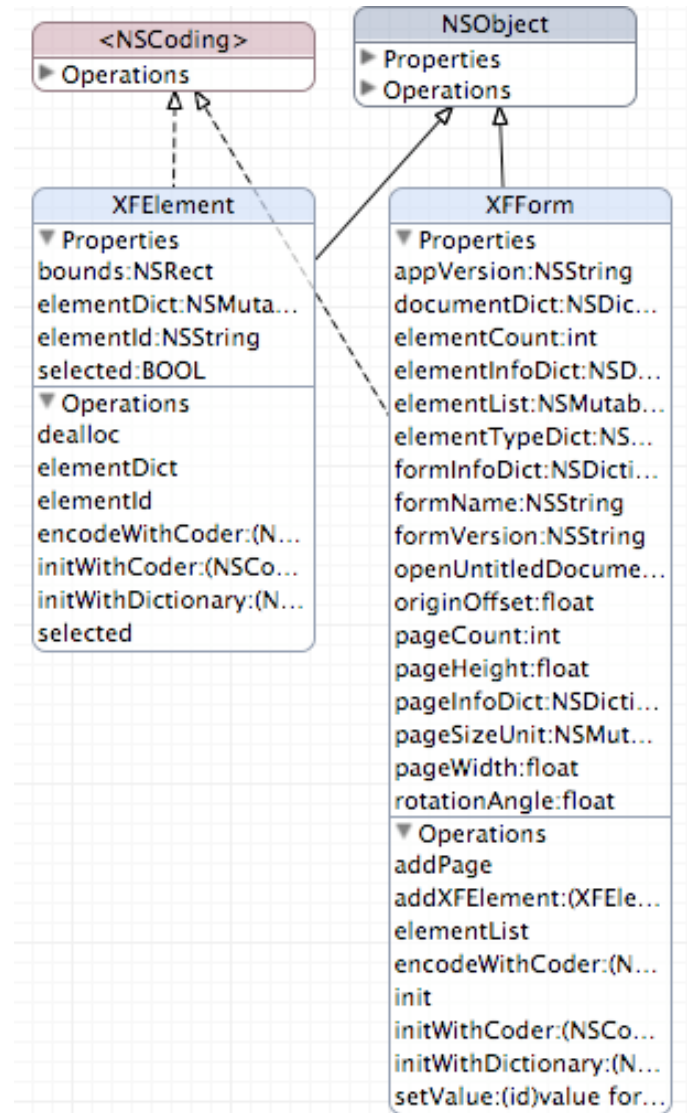 <NSCoding>
Operations
NSObject
Properties
Operations
XFElement
Properties
bounds:NSRect
elementDict:NSMuta...
elementId:NSString
selected:BOOL
Operations
dealloc
elementDict
elementId
encodeWithCoder:(N...
initWithCoder:(NSCo...
initWithDictionary:(N...
selected
XFForm
Properties
appVersion:NSString
documentDict:NSDic...
elementCount:int
elementInfoDict:NSD...
elementList:NSMutab...
elementTypeDict:NS...
formInfoDict:NSDicti...
formName:NSString
formVersion:NSString
openUntitledDocume...
originOffset:float
pageCount:int
pageHeight:float
pageInfoDict:NSDicti...
pageSizeUnit:NSMut...
pageWidth:float
rotationAngle:float
Operations
addPage
addXFElement:(XFEle...
elementList
encodeWithCoder:(N...
init
initWithCoder:(NSCo...
initWithDictionary:(N...
setValue:(id)value for...